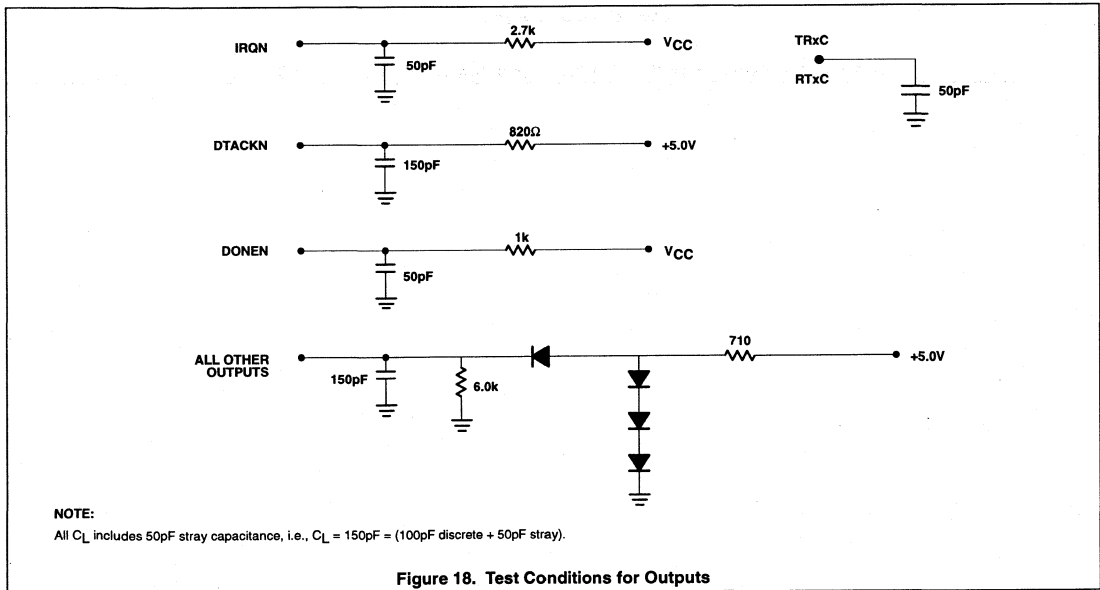 IRQN
2.7k
VCC
50pF
TRxC
RTxC
50pF
DTACKN
820Ω
+5.0V
150pF
DONEN
1k
VCC
50pF
ALL OTHER
OUTPUTS
710
+5.0V
150pF
6.0k
NOTE:
All CL includes 50pF stray capacitance, i.e., CL = 150pF = (100pF discrete + 50pF stray).
Figure 18. Test Conditions for Outputs